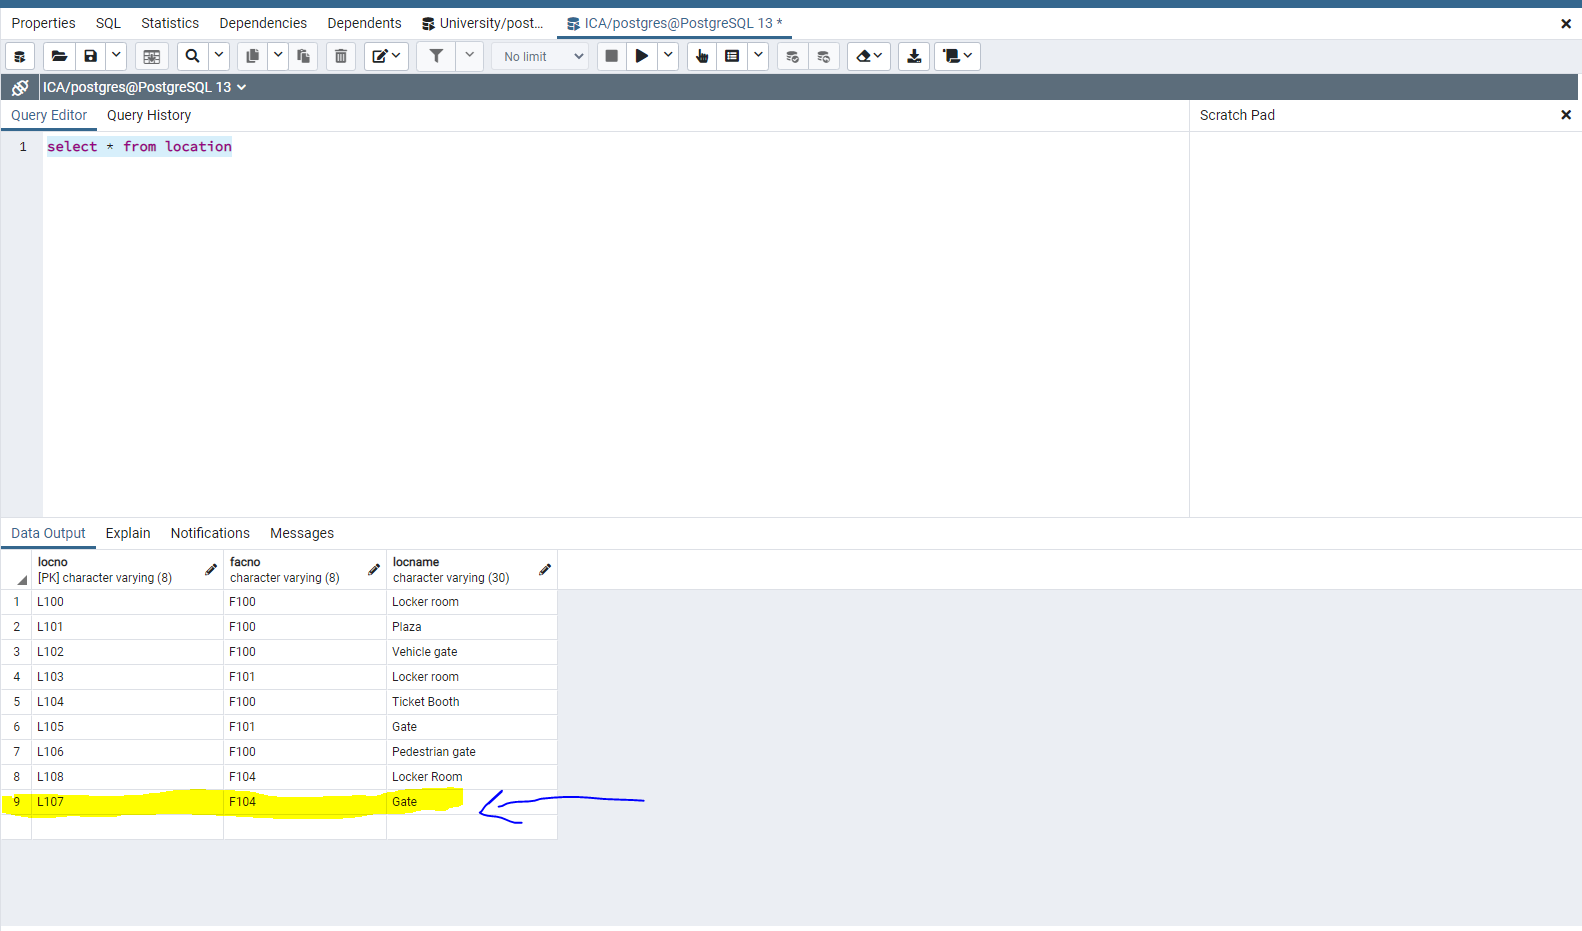 Properties SQL Statistics Dependencies Dependents University/post... ICA/postgres@PostgreSQL 13 *
No limit
ICA/postgres@PostgreSQL 13
Query Editor Query History Scratch Pad
1 select * from location
Data Output Explain Notifications Messages
locno facno locname
[PK] character varying (8) character varying (8) character varying (30)
1 L100 F100 Locker room
2 L101 F100 Plaza
3 L102 F100 Vehicle gate
4 L103 F101 Locker room
5 L104 F100 Ticket Booth
6 L105 F101 Gate
7 L106 F100 Pedestrian gate
8 L108 F104 Locker Room
9 L107 F104 Gate